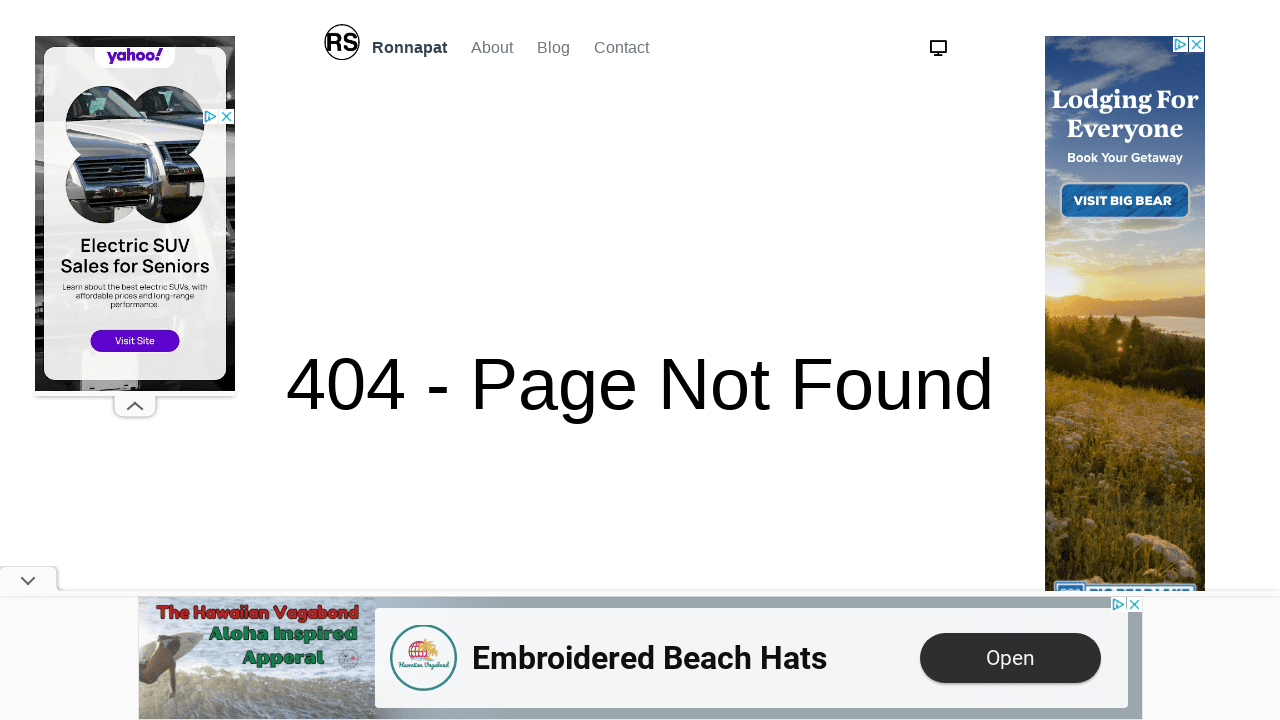 RS
Ronnapat About Blog Contact
yahoo!
Electric SUV
Sales for Seniors
Learn about the best electric SUVs, with
affordable prices and long-range
performance.
Visit Site
Lodging For
Everyone
Book Your Getaway
VISIT BIG BEAR
404 - Page Not Found
The Hawaiian Vagabond
Aloha Inspired
Apperal
Hawaiian Vagabond
Embroidered Beach Hats
Open